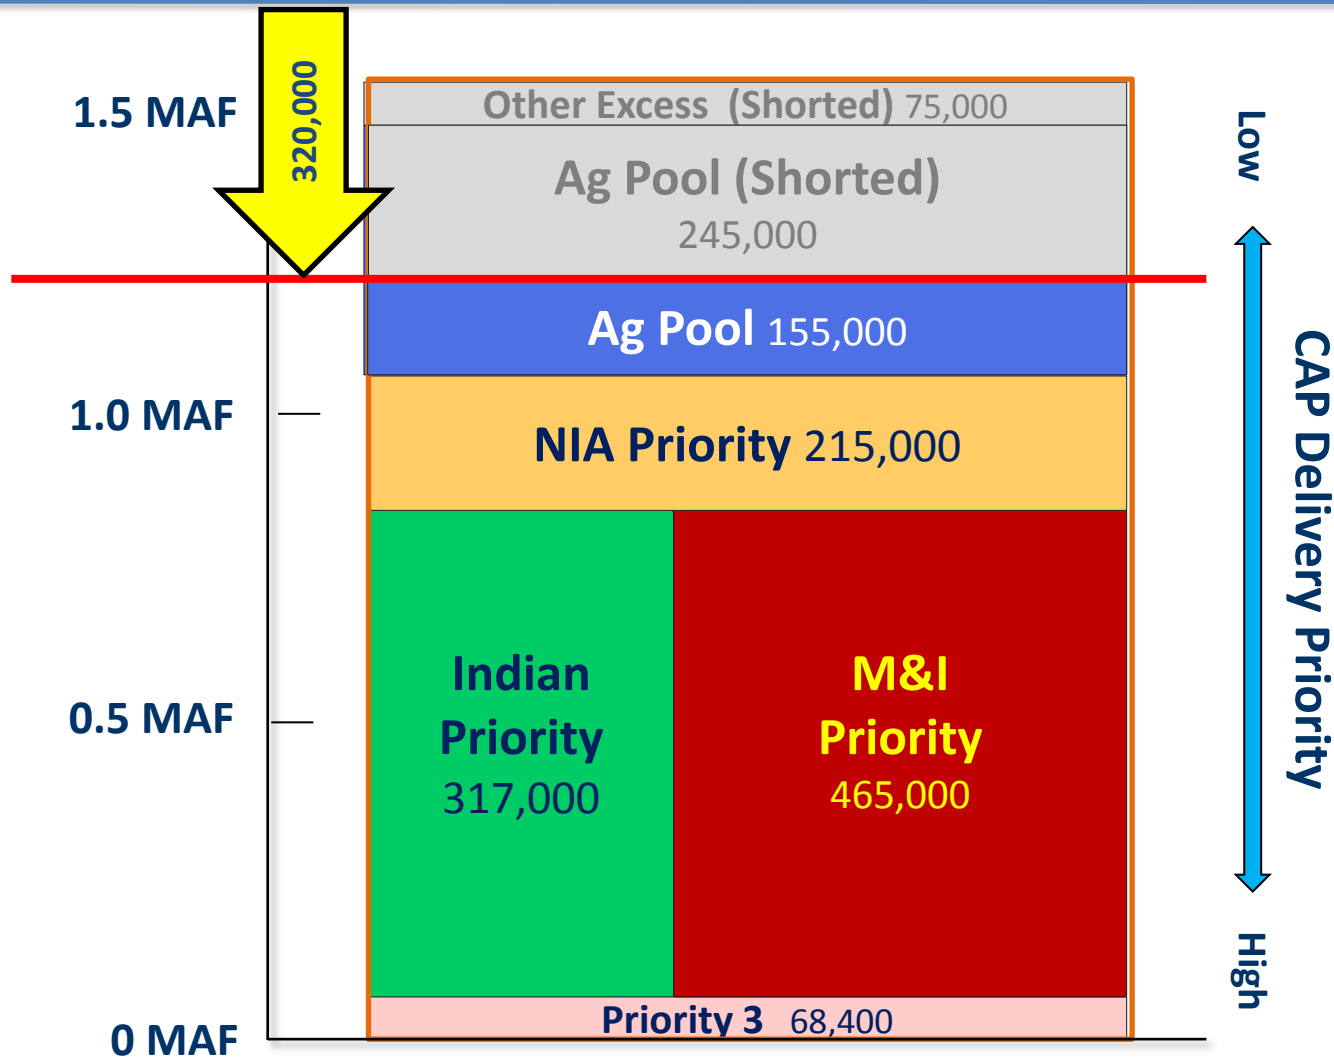 320,000
1.5 MAF
1.0 MAF
0.5 MAF
0 MAF
Other Excess (Shorted) 75,000
Ag Pool (Shorted)
245,000
Ag Pool 155,000
NIA Priority 215,000
Indian
Priority
317,000
M&I
Priority
465,000
Priority 3 68,400
Low
CAP Delivery Priority
High